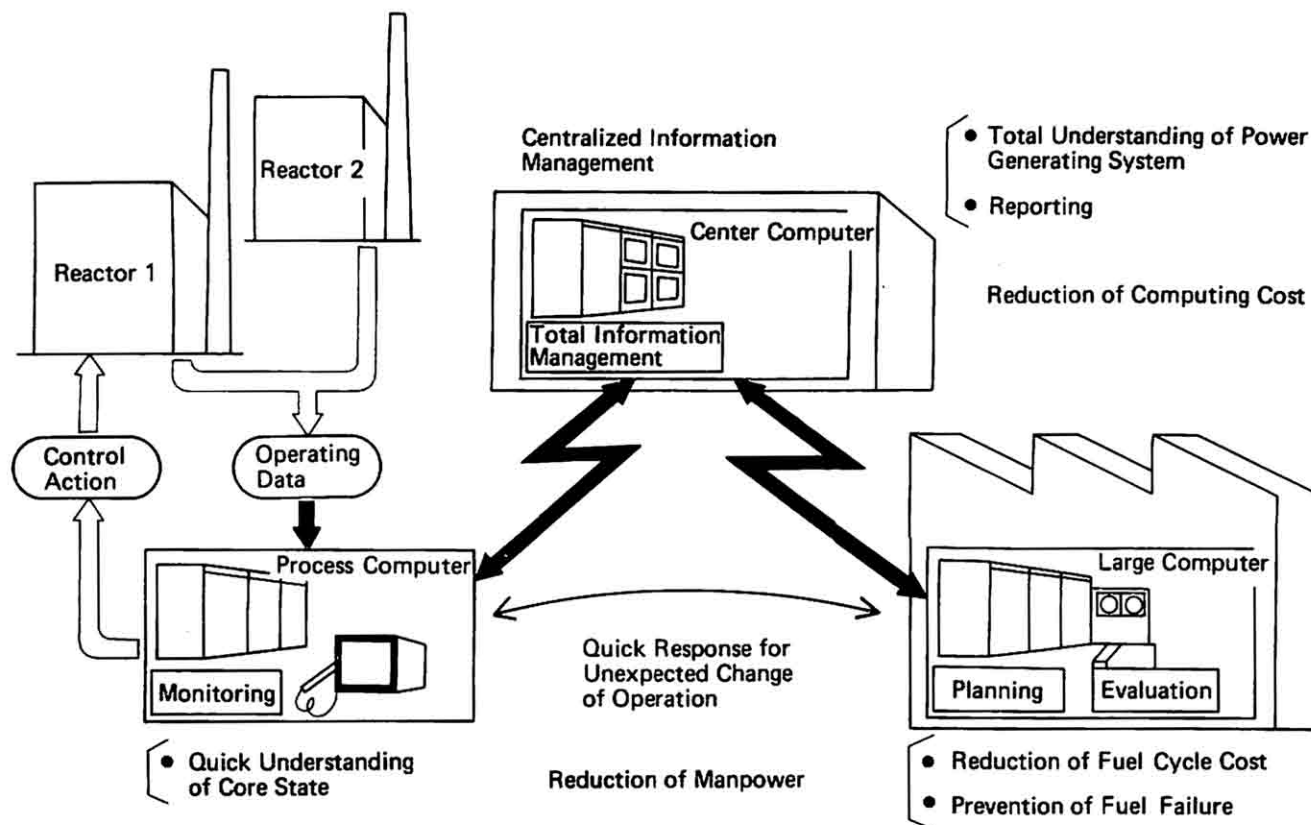 Reactor 1
Reactor 2
Centralized Information
Management
● Total Understanding of Power
Generating System
● Reporting
Center Computer
Total Information
Management
Reduction of Computing Cost
Control
Action
Operating
Data
Process Computer
Monitoring
Large Computer
Planning
Evaluation
Quick Response for
Unexpected Change
of Operation
● Quick Understanding
of Core State
Reduction of Manpower
● Reduction of Fuel Cycle Cost
● Prevention of Fuel Failure